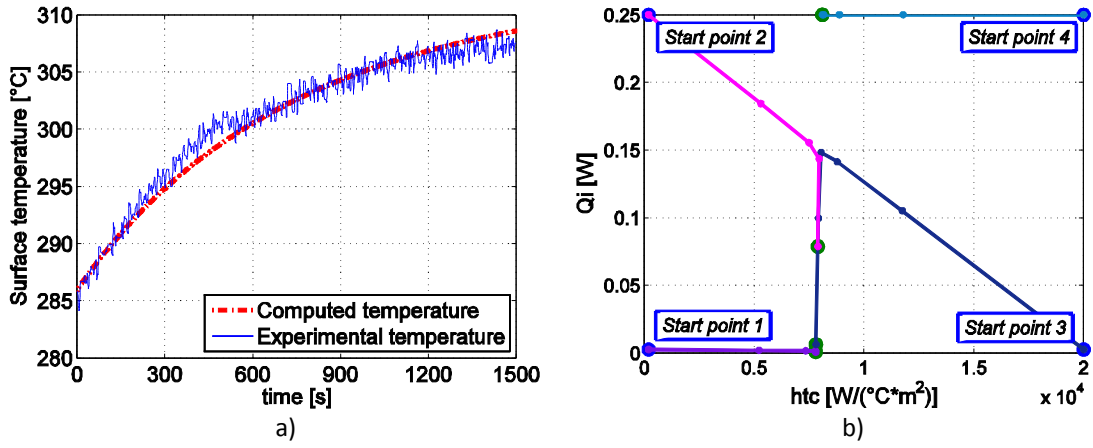 310
305
300
295
290
285
280
Surface temperature [°C]
0 300 600 900 1200 1500
time [s]
Computed temperature
Experimental temperature
a)
0.25
0.2
0.15
0.1
0.05
0
Qi [W]
Start point 2
Start point 4
Start point 1
Start point 3
0 0.5 1 1.5 2
x 10⁴
htc [W/(°C*m²)]
b)